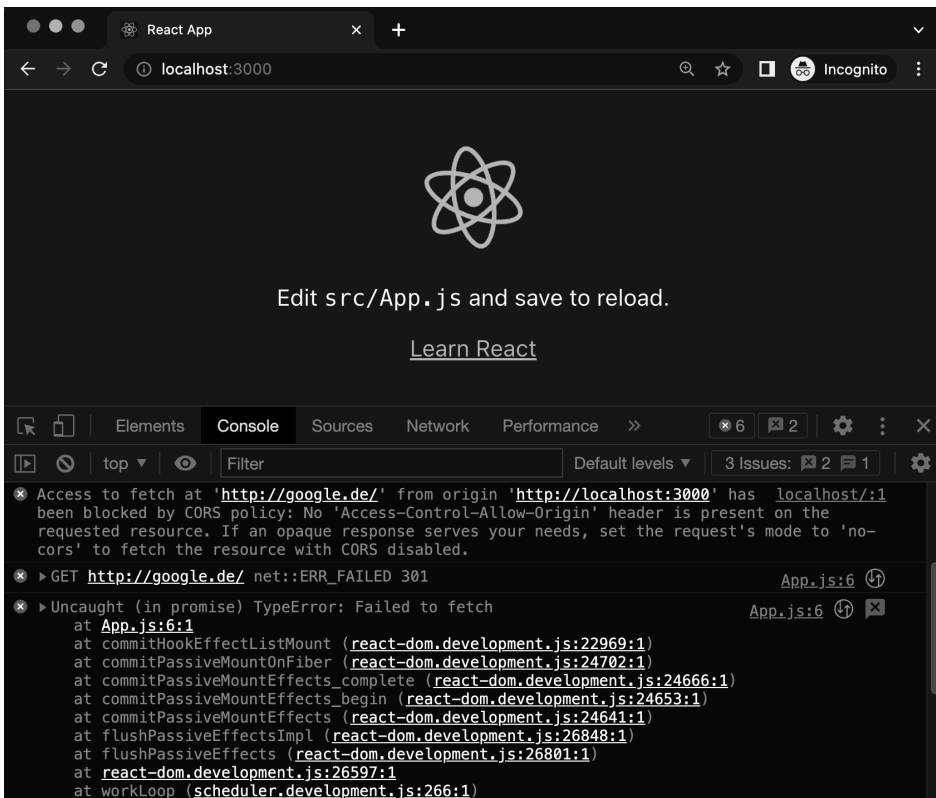 React App
localhost:3000
Incognito
Edit src/App.js and save to reload.
Learn React
Elements Console Sources Network Performance » 6 2
top ▼ Filter Default levels ▼ 3 Issues: 2 1
Access to fetch at 'http://google.de/' from origin 'http://localhost:3000' has localhost/:1
been blocked by CORS policy: No 'Access-Control-Allow-Origin' header is present on the
requested resource. If an opaque response serves your needs, set the request's mode to 'no-
cors' to fetch the resource with CORS disabled.
▶GET http://google.de/ net::ERR_FAILED 301 App.js:6
▶Uncaught (in promise) TypeError: Failed to fetch App.js:6
at App.js:6:1
at commitHookEffectListMount (react-dom.development.js:22969:1)
at commitPassiveMountOnFiber (react-dom.development.js:24702:1)
at commitPassiveMountEffects_complete (react-dom.development.js:24666:1)
at commitPassiveMountEffects_begin (react-dom.development.js:24653:1)
at commitPassiveMountEffects (react-dom.development.js:24641:1)
at flushPassiveEffectsImpl (react-dom.development.js:26848:1)
at flushPassiveEffects (react-dom.development.js:26801:1)
at react-dom.development.js:26597:1
at workLoop (scheduler.development.js:266:1)